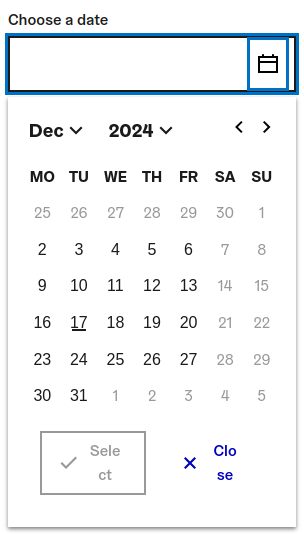 Choose a date
Dec 2024
MO TU WE TH FR SA SU
25 26 27 28 29 30 1
2 3 4 5 6 7 8
9 10 11 12 13 14 15
16 17 18 19 20 21 22
23 24 25 26 27 28 29
30 31 1 2 3 4 5
Sele Clo
ct se